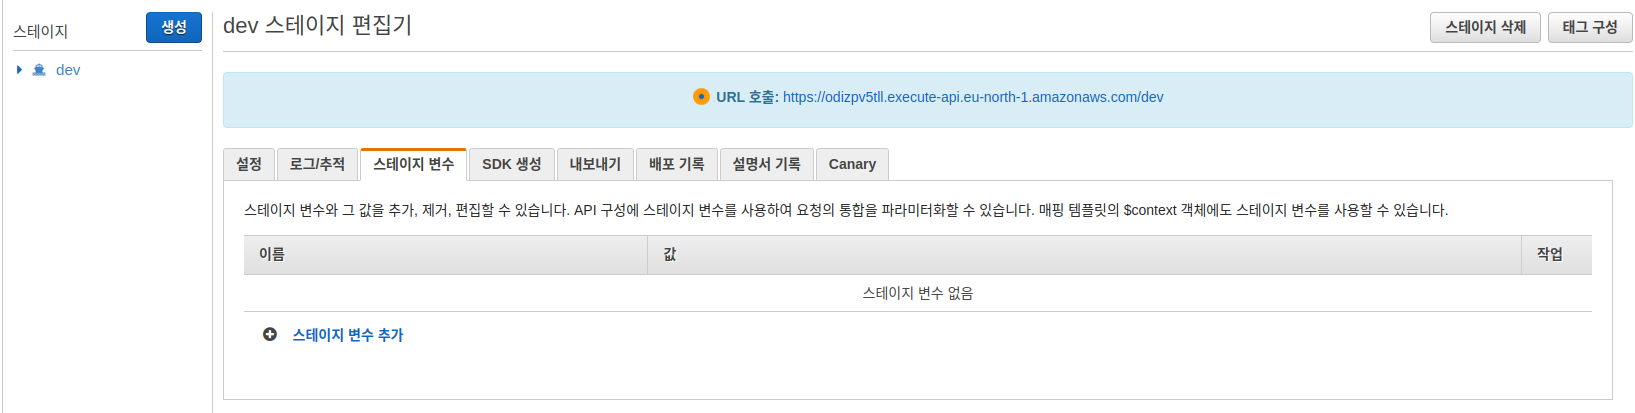 스테이지
생성
dev
dev 스테이지 편집기
스테이지 삭제
태그 구성
URL 호출: https://odizpv5tll.execute-api.eu-north-1.amazonaws.com/dev
설정
로그/추적
스테이지 변수
SDK 생성
내보내기
배포 기록
설명서 기록
Canary
스테이지 변수와 그 값을 추가, 제거, 편집할 수 있습니다. API 구성에 스테이지 변수를 사용하여 요청의 통합을 파라미터화할 수 있습니다. 매핑 템플릿의 $context 객체에도 스테이지 변수를 사용할 수 있습니다.
이름
값
작업
스테이지 변수 없음
스테이지 변수 추가